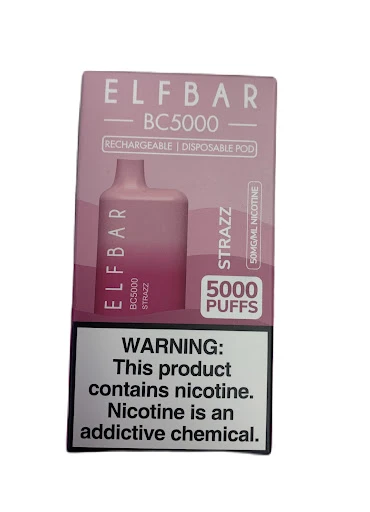 ELFBAR
BC5000
RECHARGEABLE | DISPOSABLE POD
ELFBAR
BC5000
STRAZZ
STRAZZ
50MG/ML NICOTINE
5000
PUFFS
WARNING:
This product
contains nicotine.
Nicotine is an
addictive chemical.